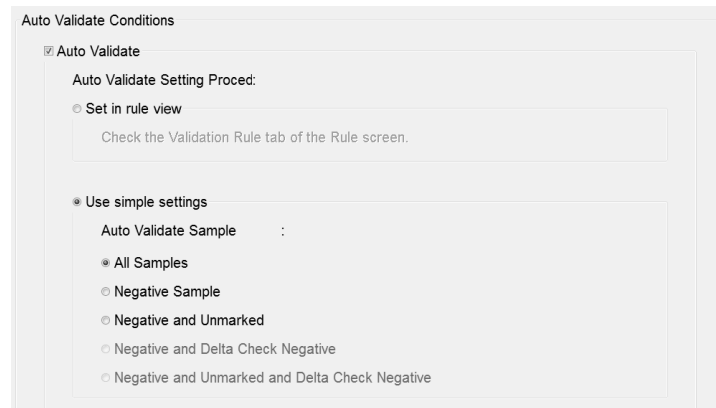 Auto Validate Conditions
Auto Validate
Auto Validate Setting Proced:
Set in rule view
Check the Validation Rule tab of the Rule screen.
Use simple settings
Auto Validate Sample :
All Samples
Negative Sample
Negative and Unmarked
Negative and Delta Check Negative
Negative and Unmarked and Delta Check Negative